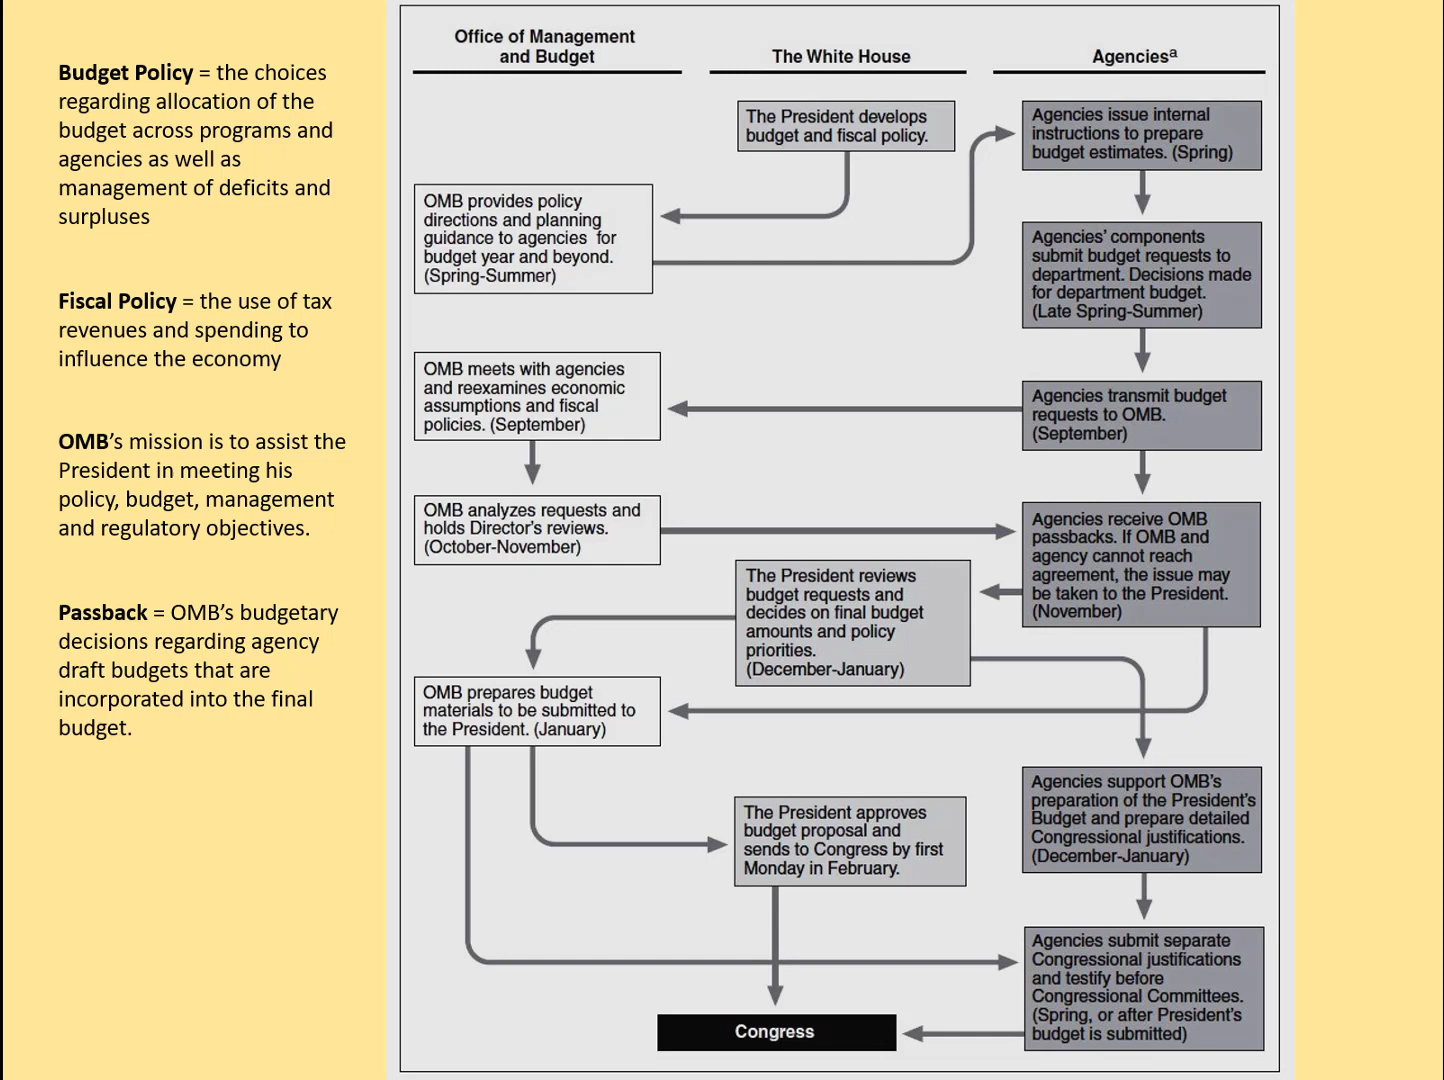 Budget Policy = the choices
regarding allocation of the
budget across programs and
agencies as well as
management of deficits and
surpluses
Fiscal Policy = the use of tax
revenues and spending to
influence the economy
OMB's mission is to assist the
President in meeting his
policy, budget, management
and regulatory objectives.
Passback = OMB's budgetary
decisions regarding agency
draft budgets that are
incorporated into the final
budget.
Office of Management
and Budget
The White House
Agenciesª
The President develops
budget and fiscal policy.
Agencies issue internal
instructions to prepare
budget estimates. (Spring)
OMB provides policy
directions and planning
guidance to agencies for
budget year and beyond.
(Spring-Summer)
Agencies' components
submit budget requests to
department. Decisions made
for department budget.
(Late Spring-Summer)
OMB meets with agencies
and reexamines economic
assumptions and fiscal
policies. (September)
Agencies transmit budget
requests to OMB.
(September)
OMB analyzes requests and
holds Director's reviews.
(October-November)
Agencies receive OMB
passbacks. If OMB and
agency cannot reach
agreement, the issue may
be taken to the President.
(November)
The President reviews
budget requests and
decides on final budget
amounts and policy
priorities.
(December-January)
OMB prepares budget
materials to be submitted to
the President. (January)
Agencies support OMB's
preparation of the President's
Budget and prepare detailed
Congressional justifications.
(December-January)
The President approves
budget proposal and
sends to Congress by first
Monday in February.
Agencies submit separate
Congressional justifications
and testify before
Congressional Committees.
(Spring, or after President's
budget is submitted)
Congress